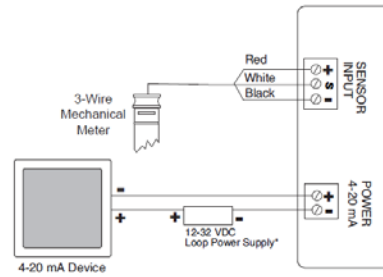 Red
White
Black
+
S
-
SENSOR
INPUT
3-Wire
Mechanical
Meter
-
+
+
-
12-32 VDC
Loop Power Supply*
+
-
POWER
4-20 mA
4-20 mA Device